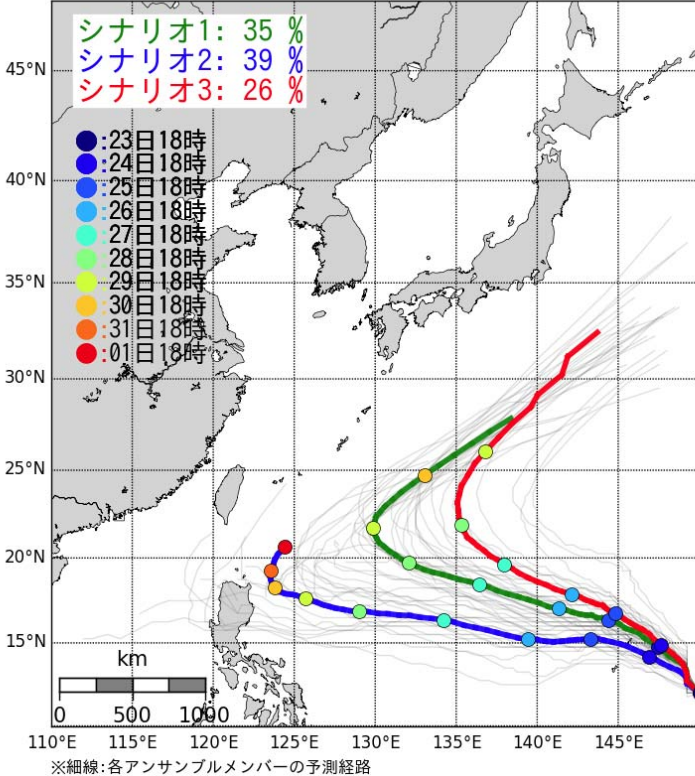 シナリオ1: 35 %
シナリオ2: 39 %
シナリオ3: 26 %
45°N
:23日18時
:24日18時
:25日18時
:26日18時
:27日18時
:28日18時
:29日18時
:30日18時
:31日18時
:01日18時
40°N
35°N
30°N
25°N
20°N
15°N
km
0 500 1000
110°E 115°E 120°E 125°E 130°E 135°E 140°E 145°E
※細線:各アンサンブルメンバーの予測経路